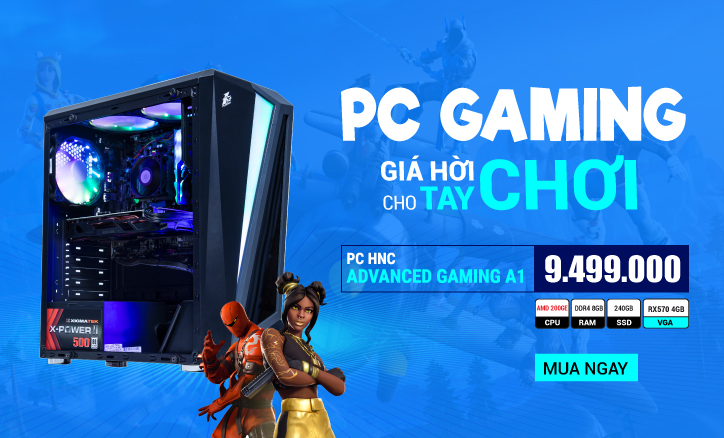 PC GAMING
GIÁ HỜI
CHO TAY CHƠI
PC HNC
ADVANCED GAMING A1
9.499.000
AMD 200GE DDR4 8GB 240GB RX570 4GB
CPU RAM SSD VGA
MUA NGAY
XIGMATEK
X-POWER II
500